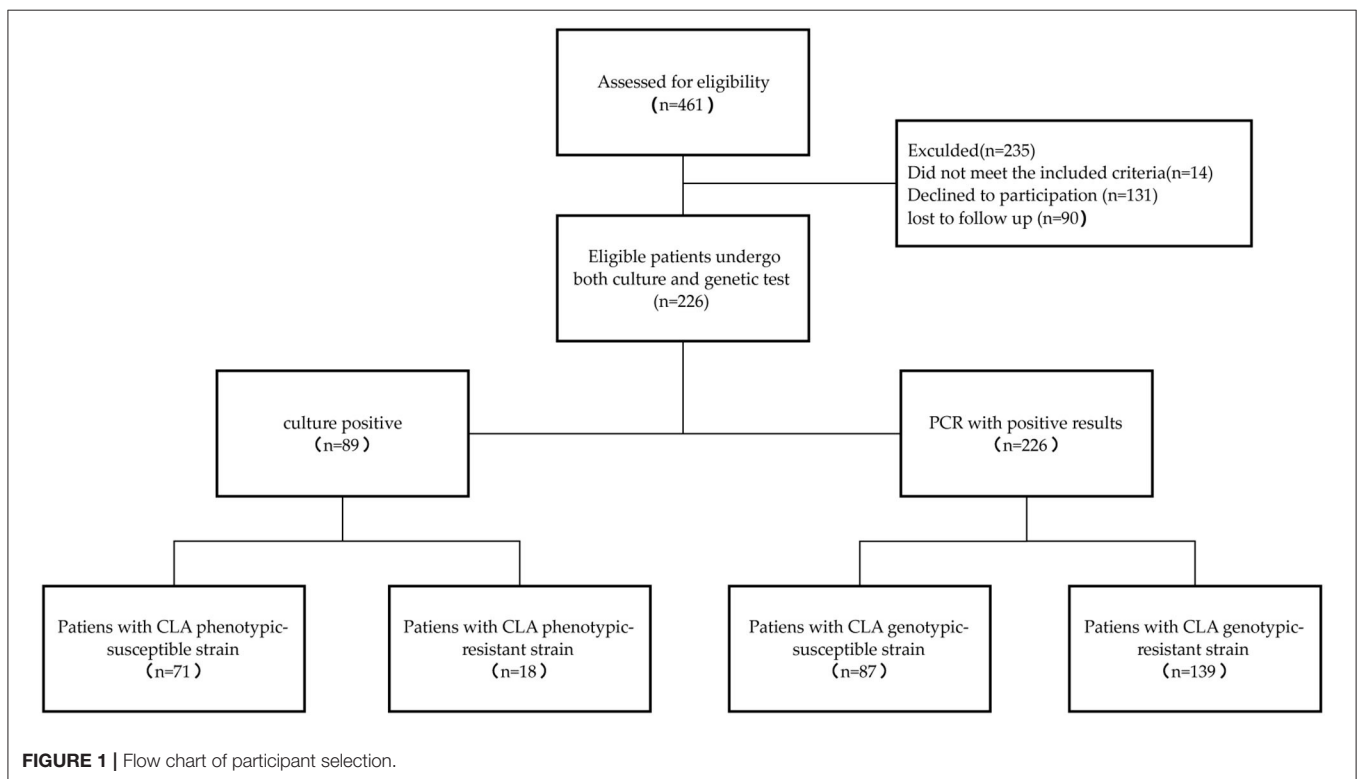 Assessed for eligibility
(n=461)
Exculded(n=235)
Did not meet the included criteria(n=14)
Declined to participation (n=131)
lost to follow up (n=90)
Eligible patients undergo
both culture and genetic test
(n=226)
culture positive
(n=89)
PCR with positive results
(n=226)
Patiens with CLA phenotypic-
susceptible strain
(n=71)
Patiens with CLA phenotypic-
resistant strain
(n=18)
Patiens with CLA genotypic-
susceptible strain
(n=87)
Patiens with CLA genotypic-
resistant strain
(n=139)
FIGURE 1 | Flow chart of participant selection.